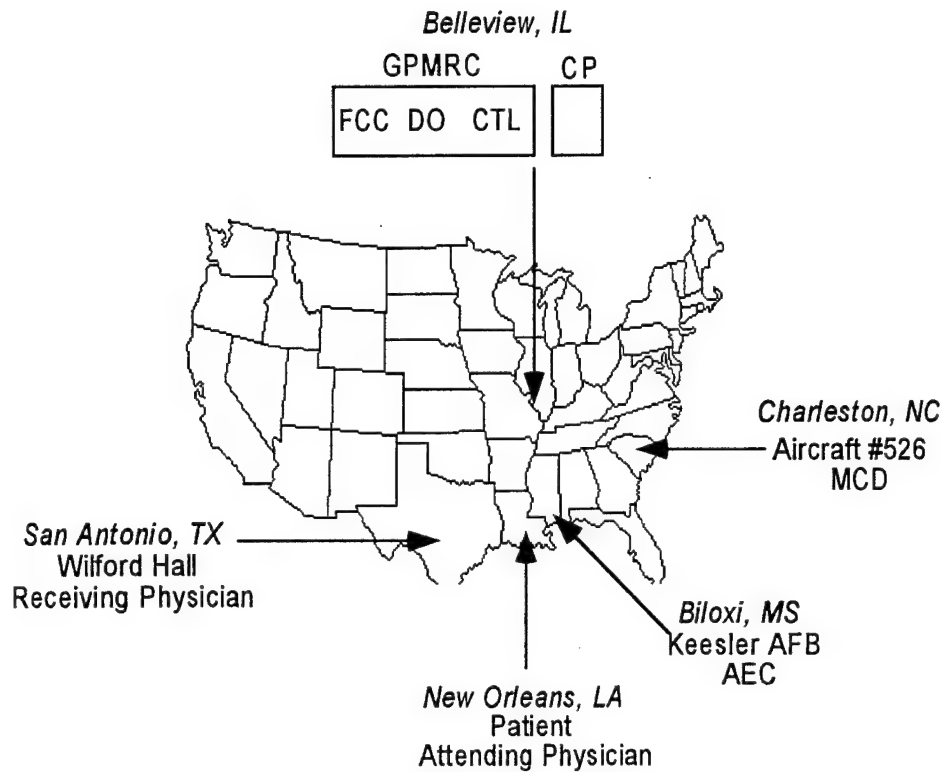 Belleview, IL
GPMRC CP
FCC DO CTL
Charleston, NC
Aircraft #526
MCD
San Antonio, TX
Wilford Hall
Receiving Physician
Biloxi, MS
Keesler AFB
AEC
New Orleans, LA
Patient
Attending Physician